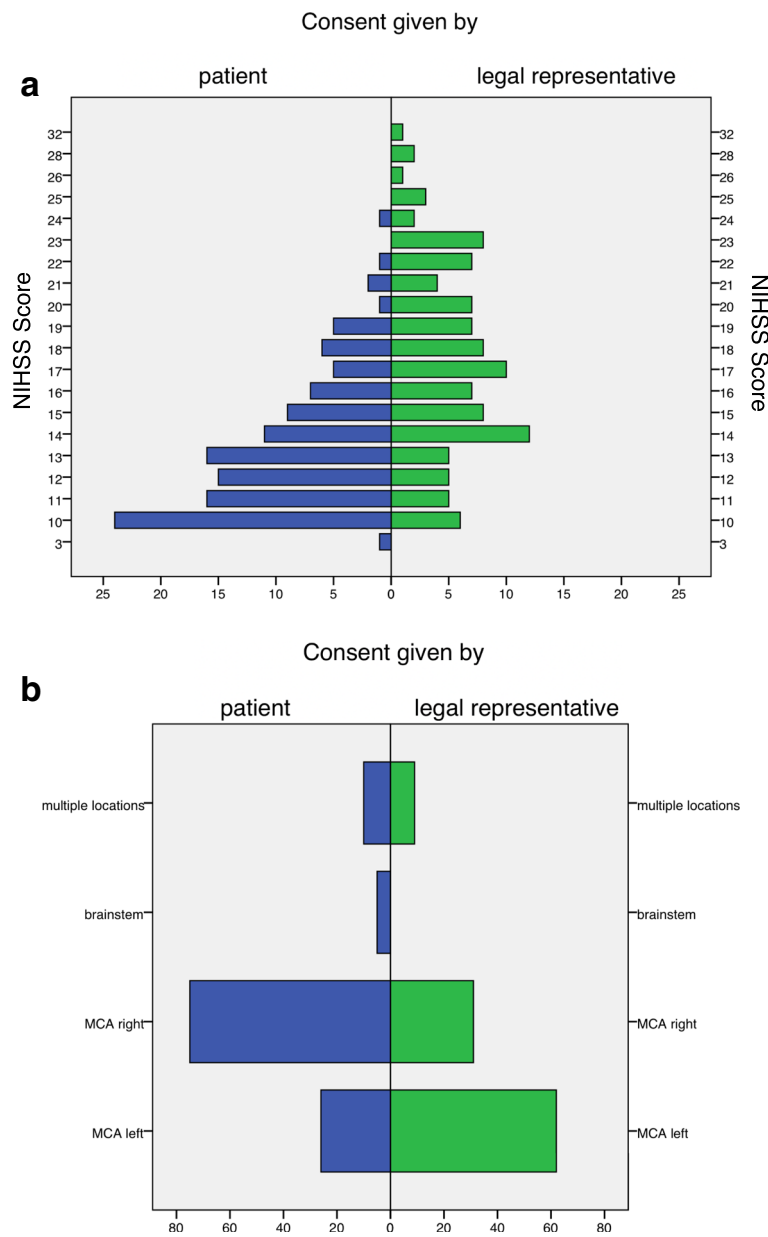 Consent given by
a
patient legal representative
32 32
28 28
26 26
25 25
24 24
23 23
22 22
21 21
20 20
19 19
18 18
17 17
16 16
15 15
14 14
13 13
12 12
11 11
10 10
3 3
NIHSS Score
NIHSS Score
25 20 15 10 5 0 5 10 15 20 25
Consent given by
b
patient legal representative
multiple locations multiple locations
brainstem brainstem
MCA right MCA right
MCA left MCA left
80 60 40 20 0 20 40 60 80